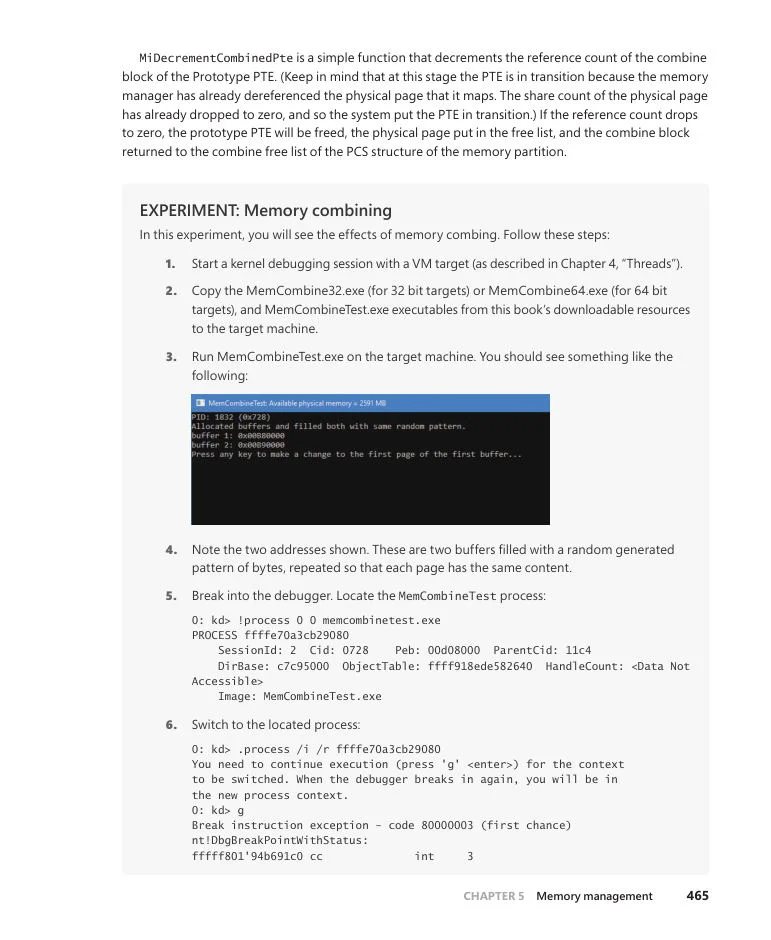 MiDecrementCombinedPte is a simple function that decrements the reference count of the combine
block of the Prototype PTE. (Keep in mind that at this stage the PTE is in transition because the memory
manager has already dereferenced the physical page that it maps. The share count of the physical page
has already dropped to zero, and so the system put the PTE in transition.) If the reference count drops
to zero, the prototype PTE will be freed, the physical page put in the free list, and the combine block
returned to the combine free list of the PCS structure of the memory partition.
EXPERIMENT: Memory combining
In this experiment, you will see the effects of memory combing. Follow these steps:
1. Start a kernel debugging session with a VM target (as described in Chapter 4, “Threads”).
2. Copy the MemCombine32.exe (for 32 bit targets) or MemCombine64.exe (for 64 bit
targets), and MemCombineTest.exe executables from this book’s downloadable resources
to the target machine.
3. Run MemCombineTest.exe on the target machine. You should see something like the
following:
MemCombineTest: Available physical memory = 2591 MB
PID: 1832 (0x728)
Allocated buffers and filled both with same random pattern.
buffer 1: 0x00B80000
buffer 2: 0x00B90000
Press any key to make a change to the first page of the first buffer...
4. Note the two addresses shown. These are two buffers filled with a random generated
pattern of bytes, repeated so that each page has the same content.
5. Break into the debugger. Locate the MemCombineTest process:
0: kd> !process 0 0 memcombinetest.exe
PROCESS ffffe70a3cb29080
SessionId: 2 Cid: 0728 Peb: 00d08000 ParentCid: 11c4
DirBase: c7c95000 ObjectTable: ffff918ede582640 HandleCount: <Data Not
Accessible>
Image: MemCombineTest.exe
6. Switch to the located process:
0: kd> .process /i /r ffffe70a3cb29080
You need to continue execution (press 'g' <enter>) for the context
to be switched. When the debugger breaks in again, you will be in
the new process context.
0: kd> g
Break instruction exception - code 80000003 (first chance)
nt!DbgBreakPointWithStatus:
fffff801'94b691c0 cc int 3
CHAPTER 5 Memory management 465